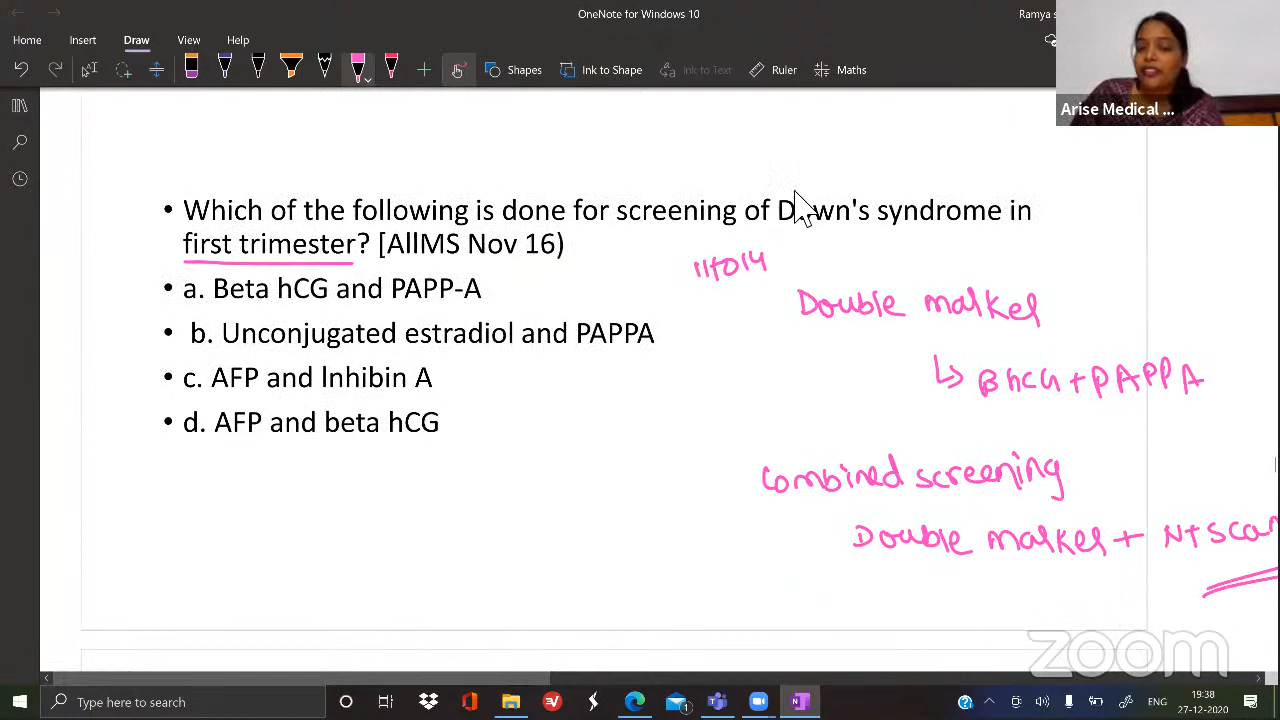 OneNote for Windows 10
Ramya s
Home Insert Draw View Help
Shapes Ink to Shape Ink to Text Ruler Maths
Arise Medical ...
• Which of the following is done for screening of Down's syndrome in
first trimester? [AllMS Nov 16)
11to14
• a. Beta hCG and PAPP-A
Double marker
• b. Unconjugated estradiol and PAPPA
• c. AFP and lnhibin A
↳ BhCG + PAPPA
• d. AFP and beta hCG
Combined screening
Double marker + NT Scan
zoom
Type here to search
19:38
27-12-2020